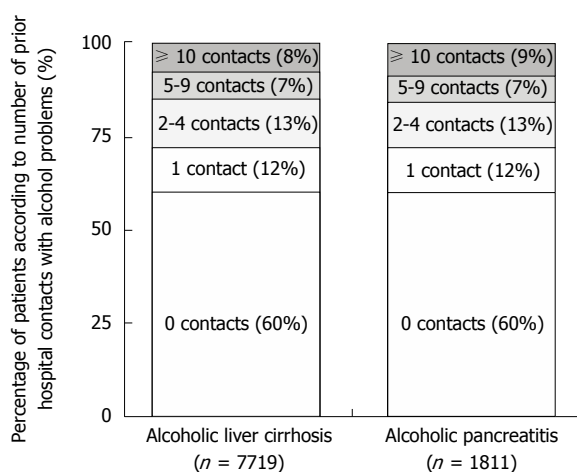 Percentage of patients according to number of prior
hospital contacts with alcohol problems (%)
100
75
50
25
0
⩾ 10 contacts (8%)
5-9 contacts (7%)
2-4 contacts (13%)
1 contact (12%)
0 contacts (60%)
⩾ 10 contacts (9%)
5-9 contacts (7%)
2-4 contacts (13%)
1 contact (12%)
0 contacts (60%)
Alcoholic liver cirrhosis
(n = 7719)
Alcoholic pancreatitis
(n = 1811)